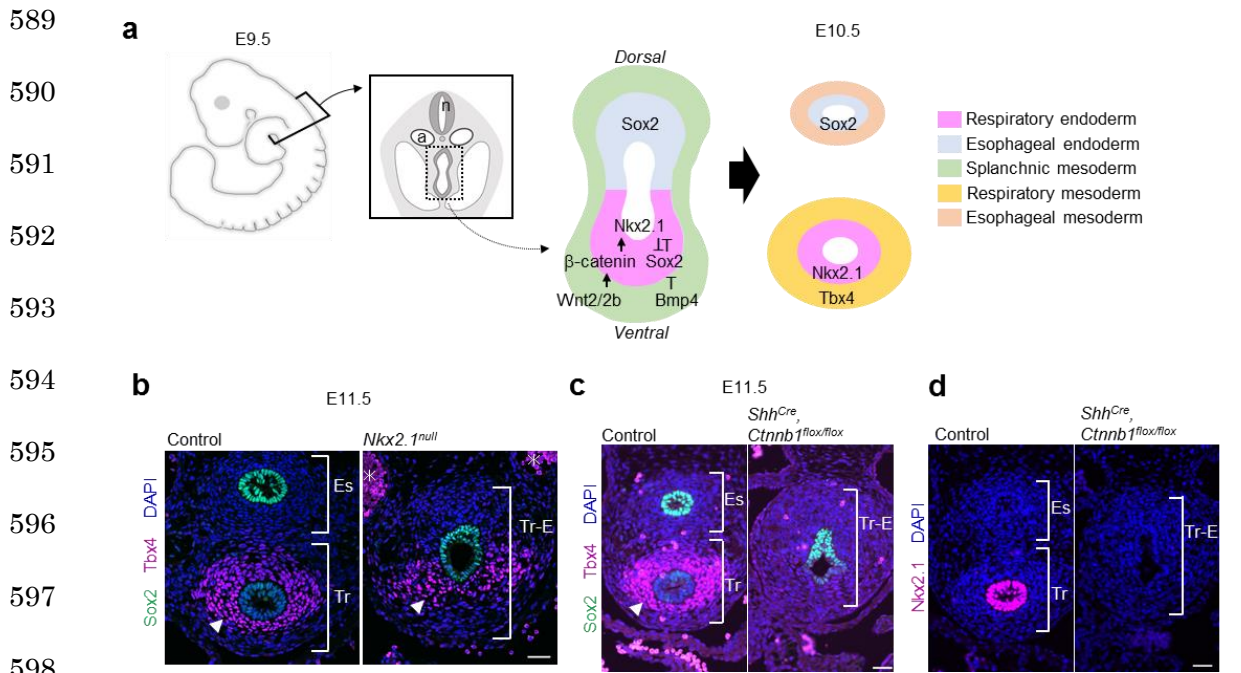 589
590
591
592
593
594
595
596
597
598
a
E9.5
n
a
Dorsal
Sox2
Nkx2.1
β-catenin Sox2
Wnt2/2b Bmp4
Ventral
E10.5
Sox2
Nkx2.1
Tbx4
Respiratory endoderm
Esophageal endoderm
Splanchnic mesoderm
Respiratory mesoderm
Esophageal mesoderm
b
E11.5
Control
Nkx2.1null
Sox2 Tbx4 DAPI
Es
Tr
Tr-E
*
*
c
E11.5
Control
ShhCre,
Ctnnb1flox/flox
Sox2 Tbx4 DAPI
Es
Tr
Tr-E
d
Control
ShhCre,
Ctnnb1flox/flox
Nkx2.1 DAPI
Es
Tr
Tr-E